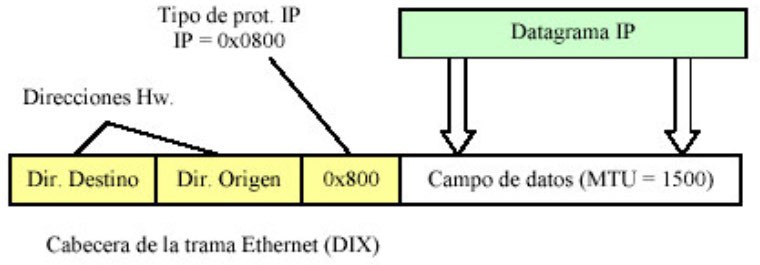 Tipo de prot. IP
IP = 0x0800
Datagrama IP
Direcciones Hw.
Dir. Destino
Dir. Origen
0x800
Campo de datos (MTU = 1500)
Cabecera de la trama Ethernet (DIX)